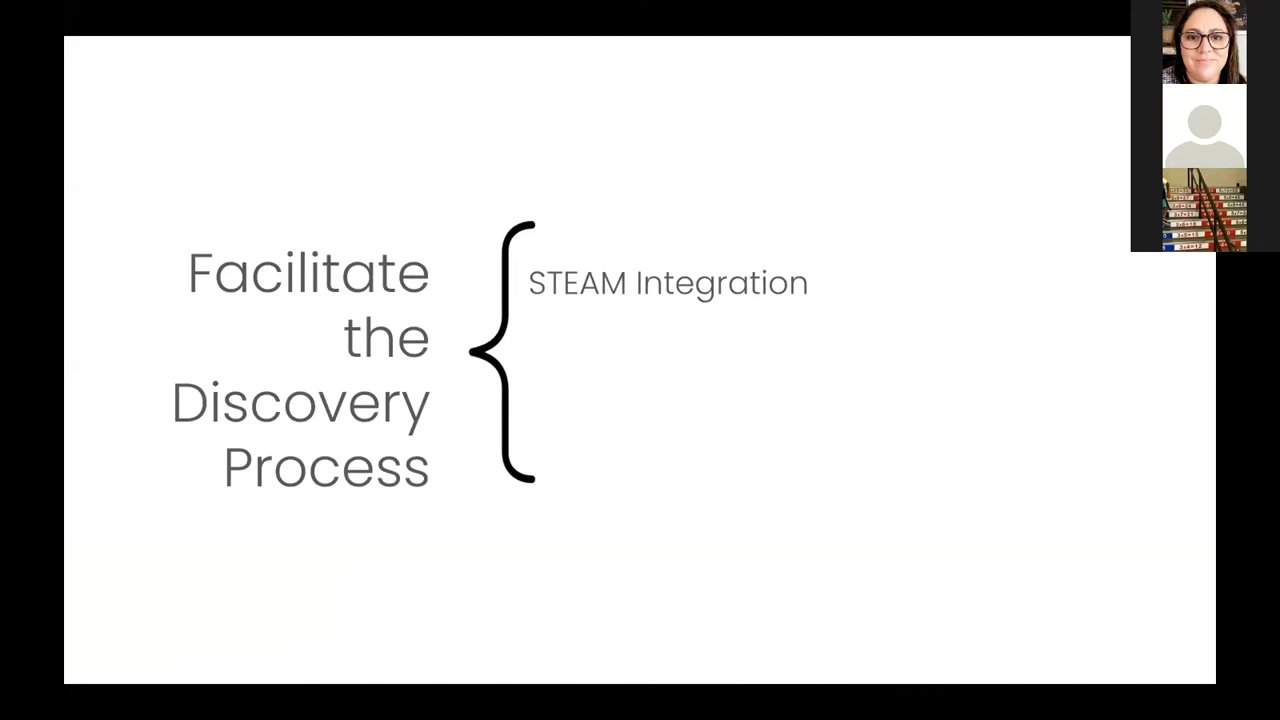 Facilitate
the
Discovery
Process
STEAM Integration